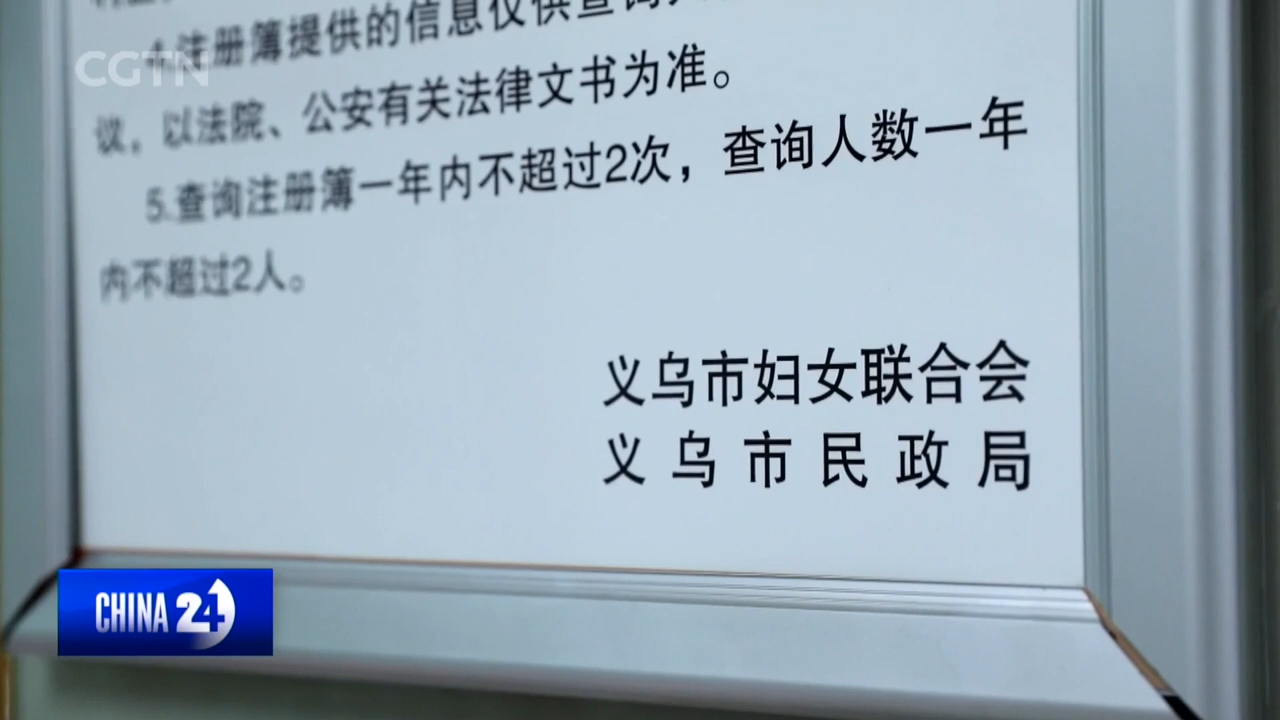 4.注册簿提供的信息仅供查询人
CGTN
议，以法院、公安有关法律文书为准。
5.查询注册簿一年内不超过2次，查询人数一年
内不超过2人。
义乌市妇女联合会
义乌市民政局
CHINA 24